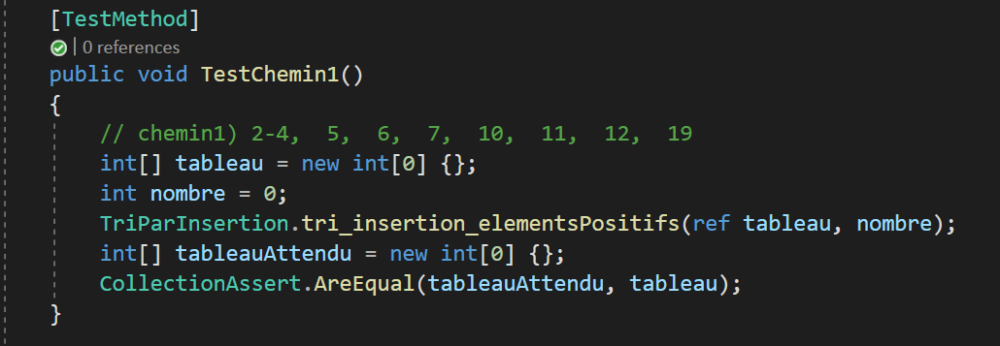 [TestMethod]
0 references
public void TestChemin1()
{
// chemin1) 2-4, 5, 6, 7, 10, 11, 12, 19
int[] tableau = new int[0] {};
int nombre = 0;
TriParInsertion.tri_insertion_elementsPositifs(ref tableau, nombre);
int[] tableauAttendu = new int[0] {};
CollectionAssert.AreEqual(tableauAttendu, tableau);
}